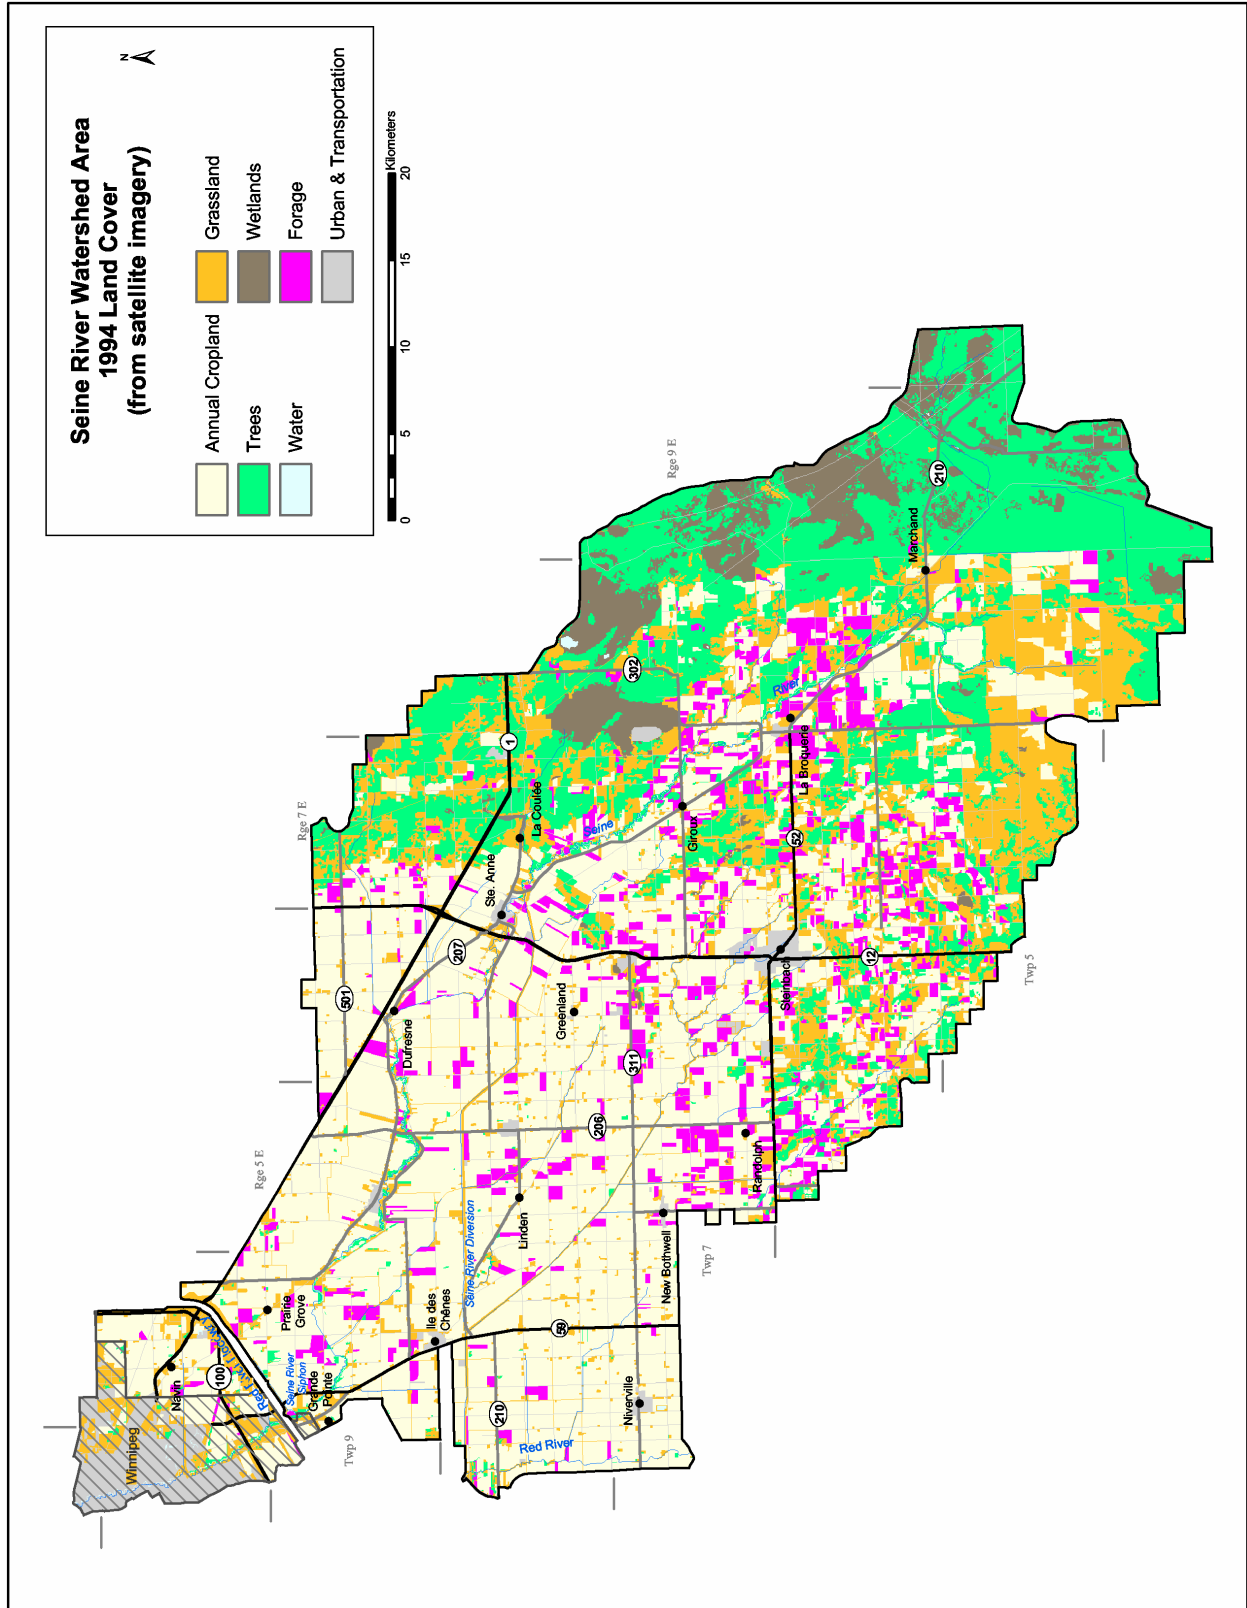 Seine River Watershed Area
1994 Land Cover
(from satellite imagery)
N
Annual Cropland
Grassland
Trees
Wetlands
Water
Forage
Urban & Transportation
0
5
10
15
20
Kilometers
Rge 9 E
Rge 7 E
Rge 5 E
Twp 5
Twp 7
Twp 9
Winnipeg
Navin
100
Red River Floodway
Seine River
Siphon
Grande
Pointe
Prairie
Grove
Ile des
Chênes
59
210
Red River
Niverville
New Bothwell
Seine River Diversion
Linden
206
Randolph
311
Greenland
Dufresne
501
207
Ste. Anne
La Coulée
1
302
Seine
River
Giroux
La Broquerie
52
Steinbach
12
Marchand
210